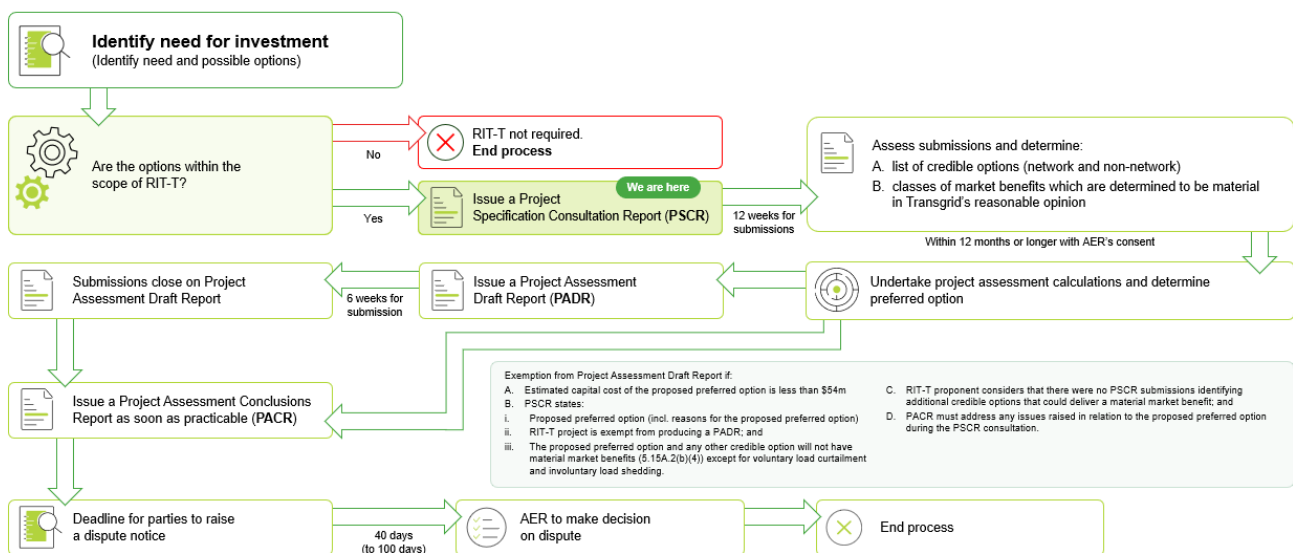 Identify need for investment
(Identify need and possible options)
Are the options within the
scope of RIT-T?
No
RIT-T not required.
End process
Yes
We are here
Issue a Project
Specification Consultation Report (PSCR)
12 weeks for
submissions
Assess submissions and determine:
A. list of credible options (network and non-network)
B. classes of market benefits which are determined to be material
in Transgrid's reasonable opinion
Within 12 months or longer with AER's consent
Undertake project assessment calculations and determine
preferred option
Issue a Project Assessment
Draft Report (PADR)
6 weeks for
submission
Submissions close on Project
Assessment Draft Report
Issue a Project Assessment Conclusions
Report as soon as practicable (PACR)
Exemption from Project Assessment Draft Report if:
A. Estimated capital cost of the proposed preferred option is less than $54m
B. PSCR states:
i. Proposed preferred option (incl. reasons for the proposed preferred option)
ii. RIT-T project is exempt from producing a PADR; and
iii. The proposed preferred option and any other credible option will not have
material market benefits (5.15A.2(b)(4)) except for voluntary load curtailment
and involuntary load shedding.
C. RIT-T proponent considers that there were no PSCR submissions identifying
additional credible options that could deliver a material market benefit; and
D. PACR must address any issues raised in relation to the proposed preferred option
during the PSCR consultation.
Deadline for parties to raise
a dispute notice
40 days
(to 100 days)
AER to make decision
on dispute
End process